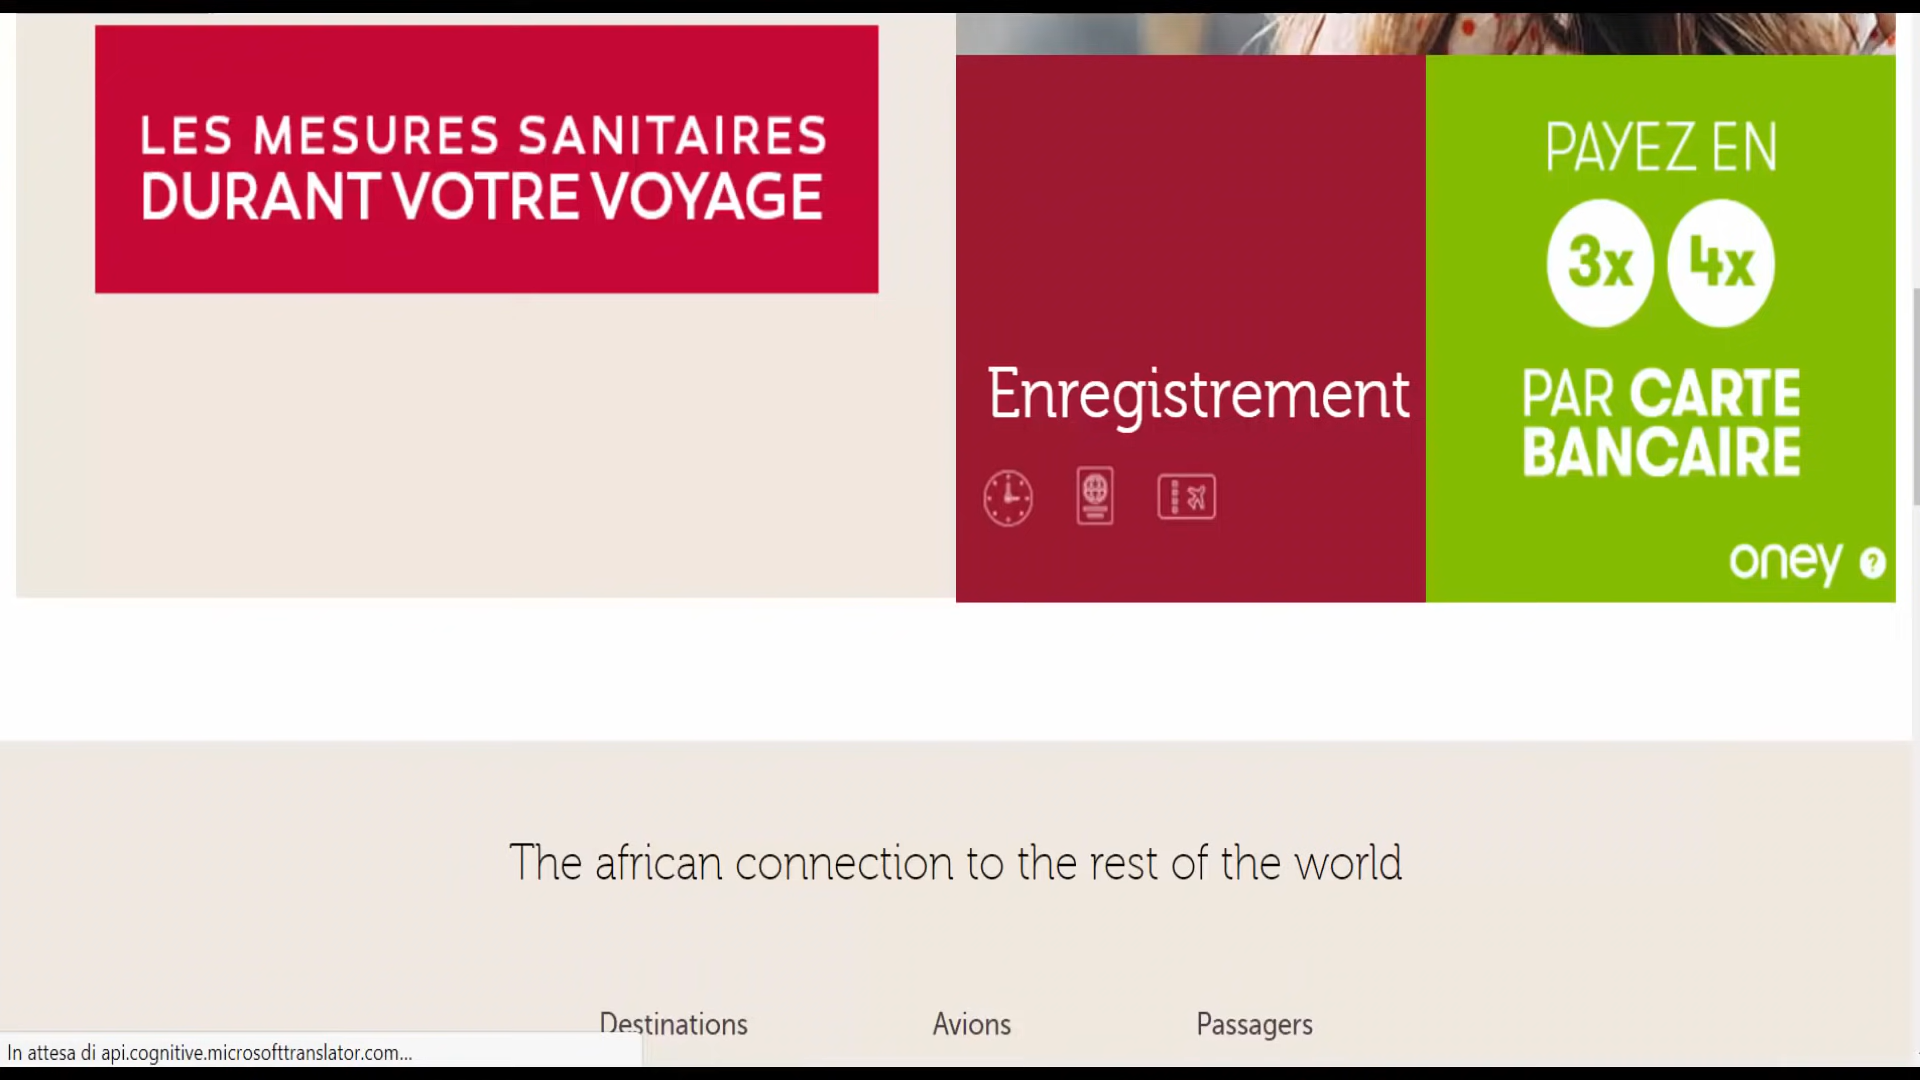 LES MESURES SANITAIRES
DURANT VOTRE VOYAGE
Enregistrement
PAYEZ EN
3x 4x
PAR CARTE
BANCAIRE
oney ?
The african connection to the rest of the world
Destinations Avions Passagers
In attesa di api.cognitive.microsofttranslator.com...